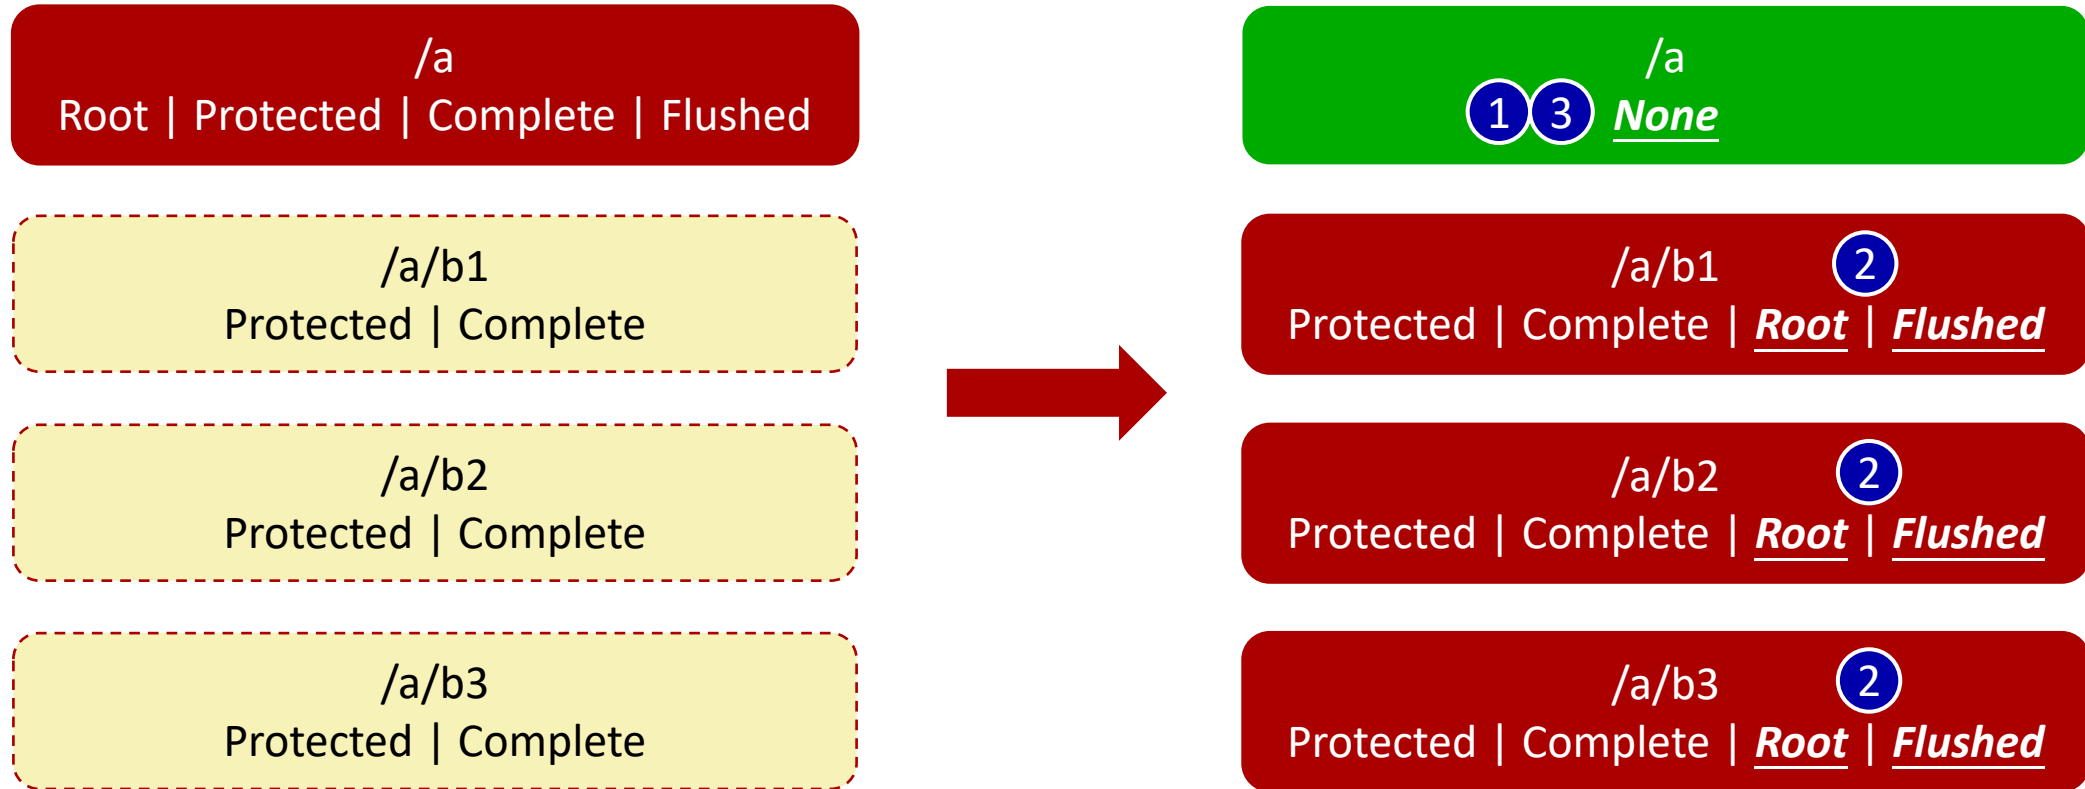 /a
Root | Protected | Complete | Flushed
/a/b1
Protected | Complete
/a/b2
Protected | Complete
/a/b3
Protected | Complete
/a
1 3 None
/a/b1 2
Protected | Complete | Root | Flushed
/a/b2 2
Protected | Complete | Root | Flushed
/a/b3 2
Protected | Complete | Root | Flushed